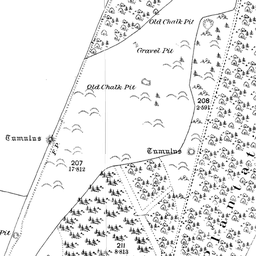 Old Chalk Pit
Gravel Pit
Old Chalk Pit
208
2·591
Tumulus
F.P.
Tumulus
207
17·812
Pit
211
8·813